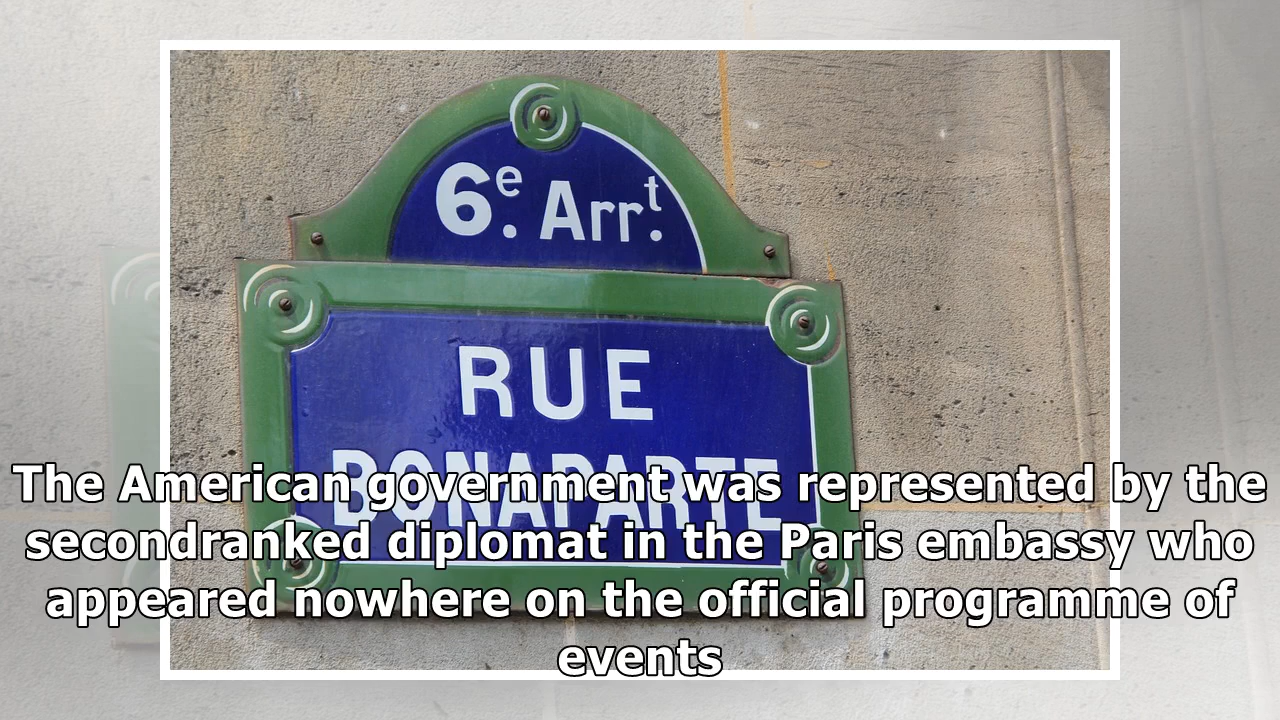 6e. Arrt.
RUE
BONAPARTE
The American government was represented by the
secondranked diplomat in the Paris embassy who
appeared nowhere on the official programme of
events